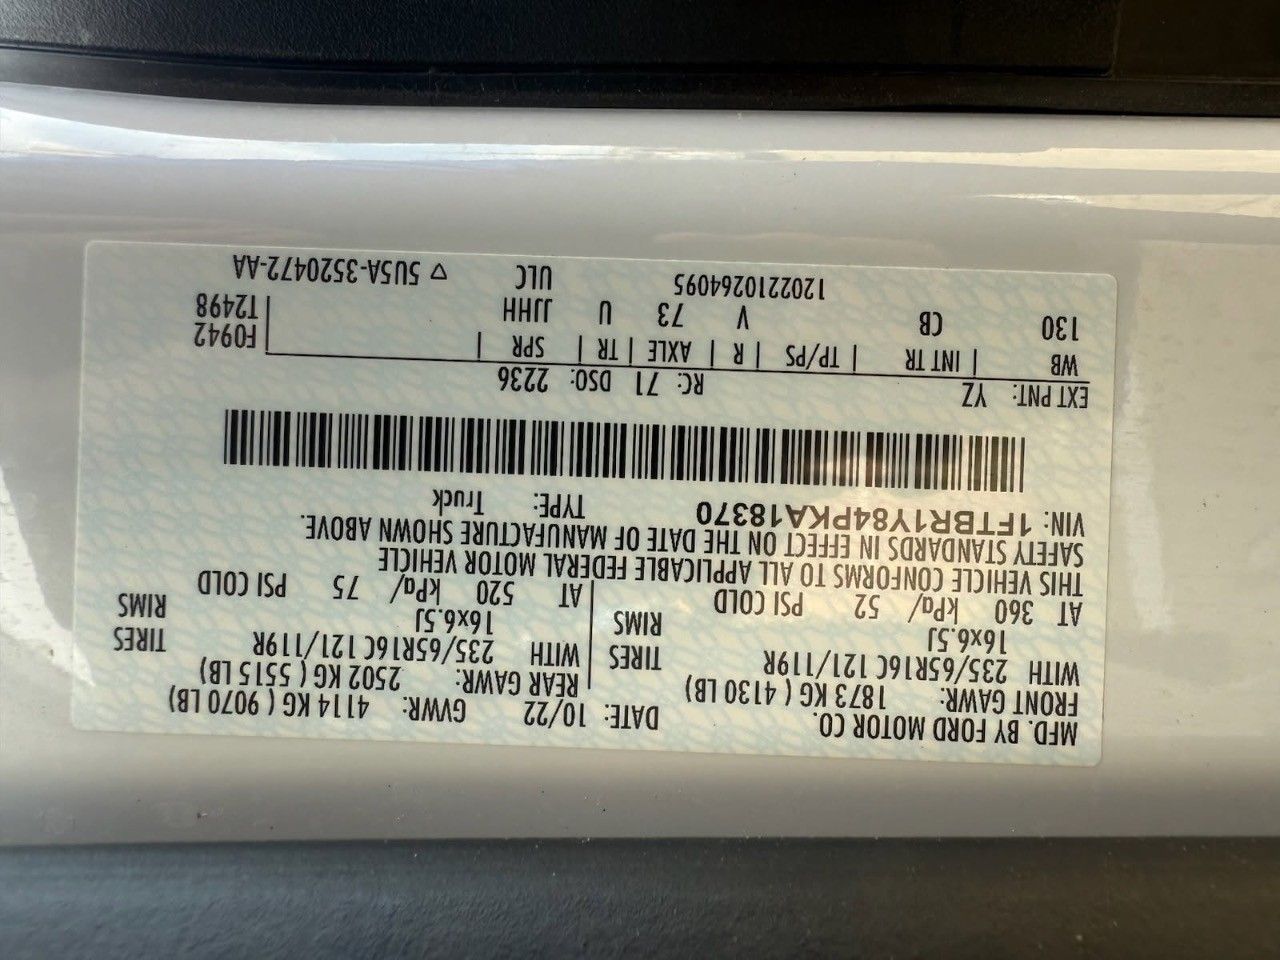 MFD. BY FORD MOTOR CO. DATE: 10/22 GVWR: 4114 KG ( 9070 LB)
FRONT GAWR: 1873 KG ( 4130 LB) REAR GAWR: 2502 KG ( 5515 LB)
WITH 235/65R16C 121/119R TIRES WITH 235/65R16C 121/119R TIRES
16x6.5J RIMS 16x6.5J RIMS
AT 360 kPa/ 52 PSI COLD AT 520 kPa/ 75 PSI COLD
THIS VEHICLE CONFORMS TO ALL APPLICABLE FEDERAL MOTOR VEHICLE
SAFETY STANDARDS IN EFFECT ON THE DATE OF MANUFACTURE SHOWN ABOVE.
VIN: 1FTBR1Y84PKA18370 TYPE: Truck
EXT PNT: YZ RC: 71 DSO: 2236
WB | INT TR | TP/PS | R | AXLE | TR | SPR | F0942
130 CB V 73 U JJHH T2498
1202210264095 ULC ▽ 5U5A-3520472-AA